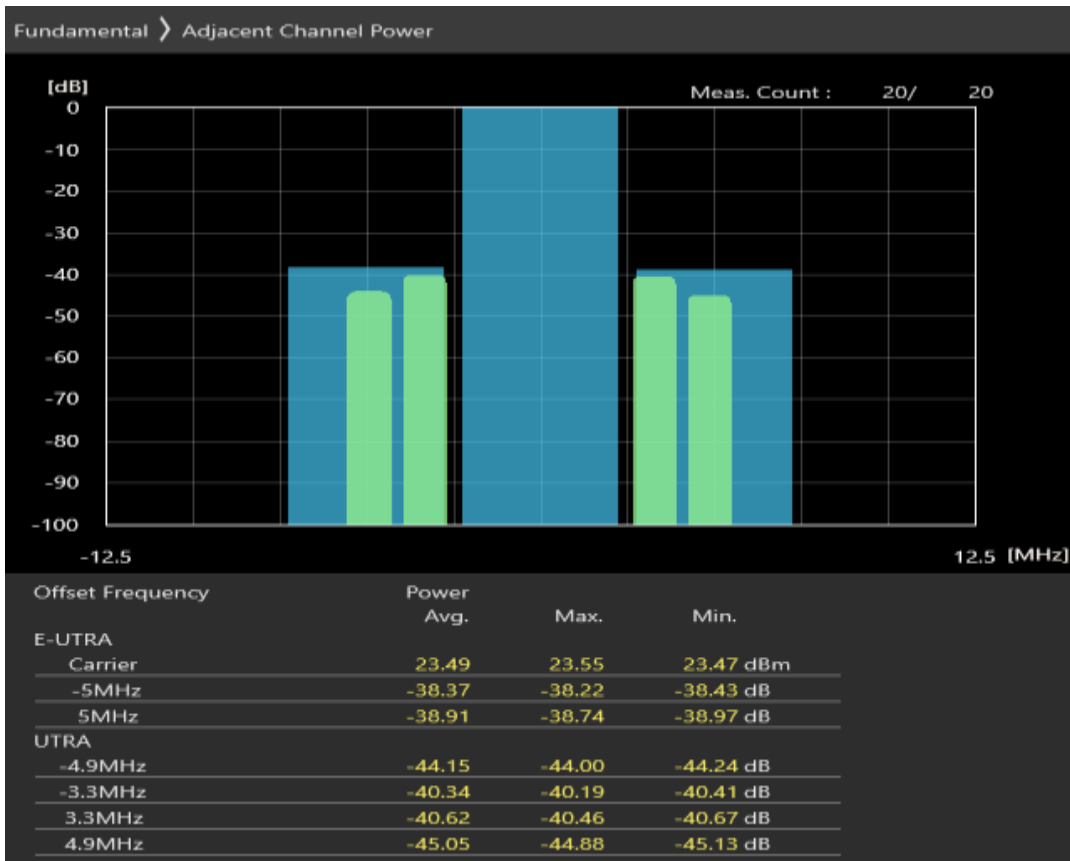 Fundamental ❯ Adjacent Channel Power
[dB]
Meas. Count : 20/ 20
0
-10
-20
-30
-40
-50
-60
-70
-80
-90
-100
-12.5 12.5 [MHz]
Offset Frequency Power
Avg. Max. Min.
E-UTRA
Carrier 23.49 23.55 23.47 dBm
-5MHz -38.37 -38.22 -38.43 dB
5MHz -38.91 -38.74 -38.97 dB
UTRA
-4.9MHz -44.15 -44.00 -44.24 dB
-3.3MHz -40.34 -40.19 -40.41 dB
3.3MHz -40.62 -40.46 -40.67 dB
4.9MHz -45.05 -44.88 -45.13 dB